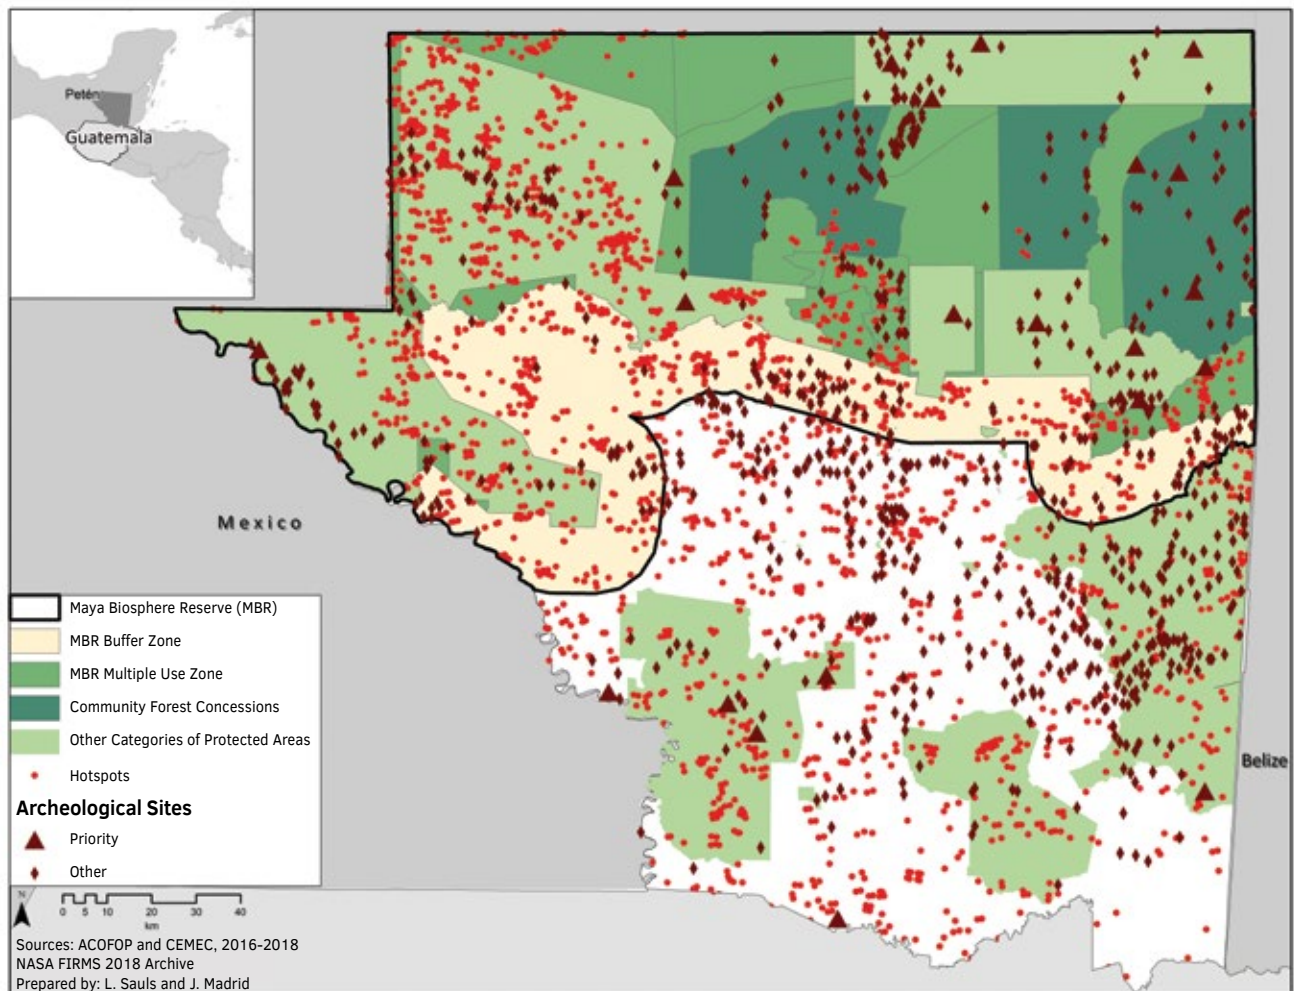 Petén
Guatemala
Mexico
Belize
Maya Biosphere Reserve (MBR)
MBR Buffer Zone
MBR Multiple Use Zone
Community Forest Concessions
Other Categories of Protected Areas
Hotspots
Archeological Sites
Priority
Other
N
0 5 10 20 30 40
km
Sources: ACOFOP and CEMEC, 2016-2018
NASA FIRMS 2018 Archive
Prepared by: L. Sauls and J. Madrid